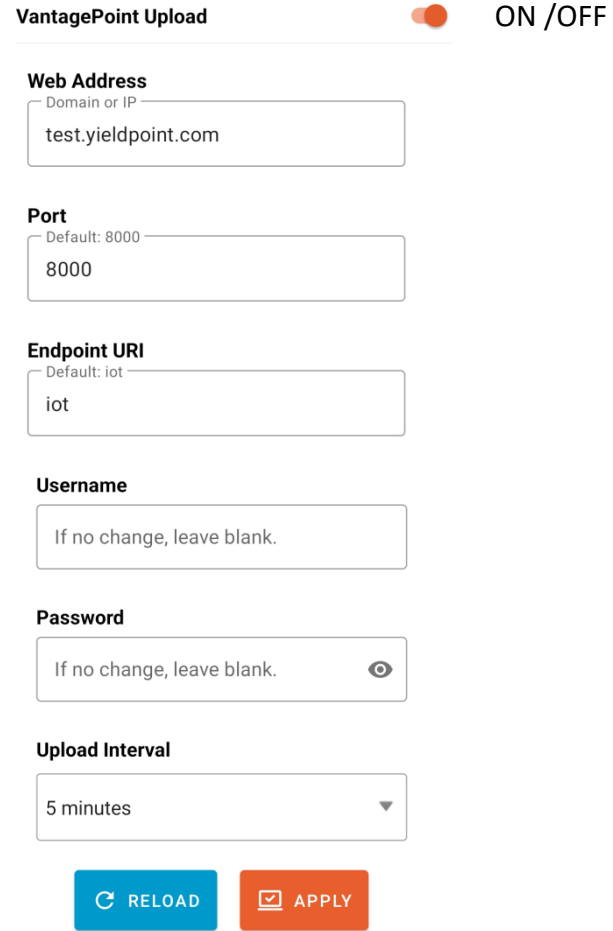 VantagePoint Upload ON /OFF
Web Address
Domain or IP
test.yieldpoint.com
Port
Default: 8000
8000
Endpoint URI
Default: iot
iot
Username
If no change, leave blank.
Password
If no change, leave blank.
Upload Interval
5 minutes
RELOAD APPLY